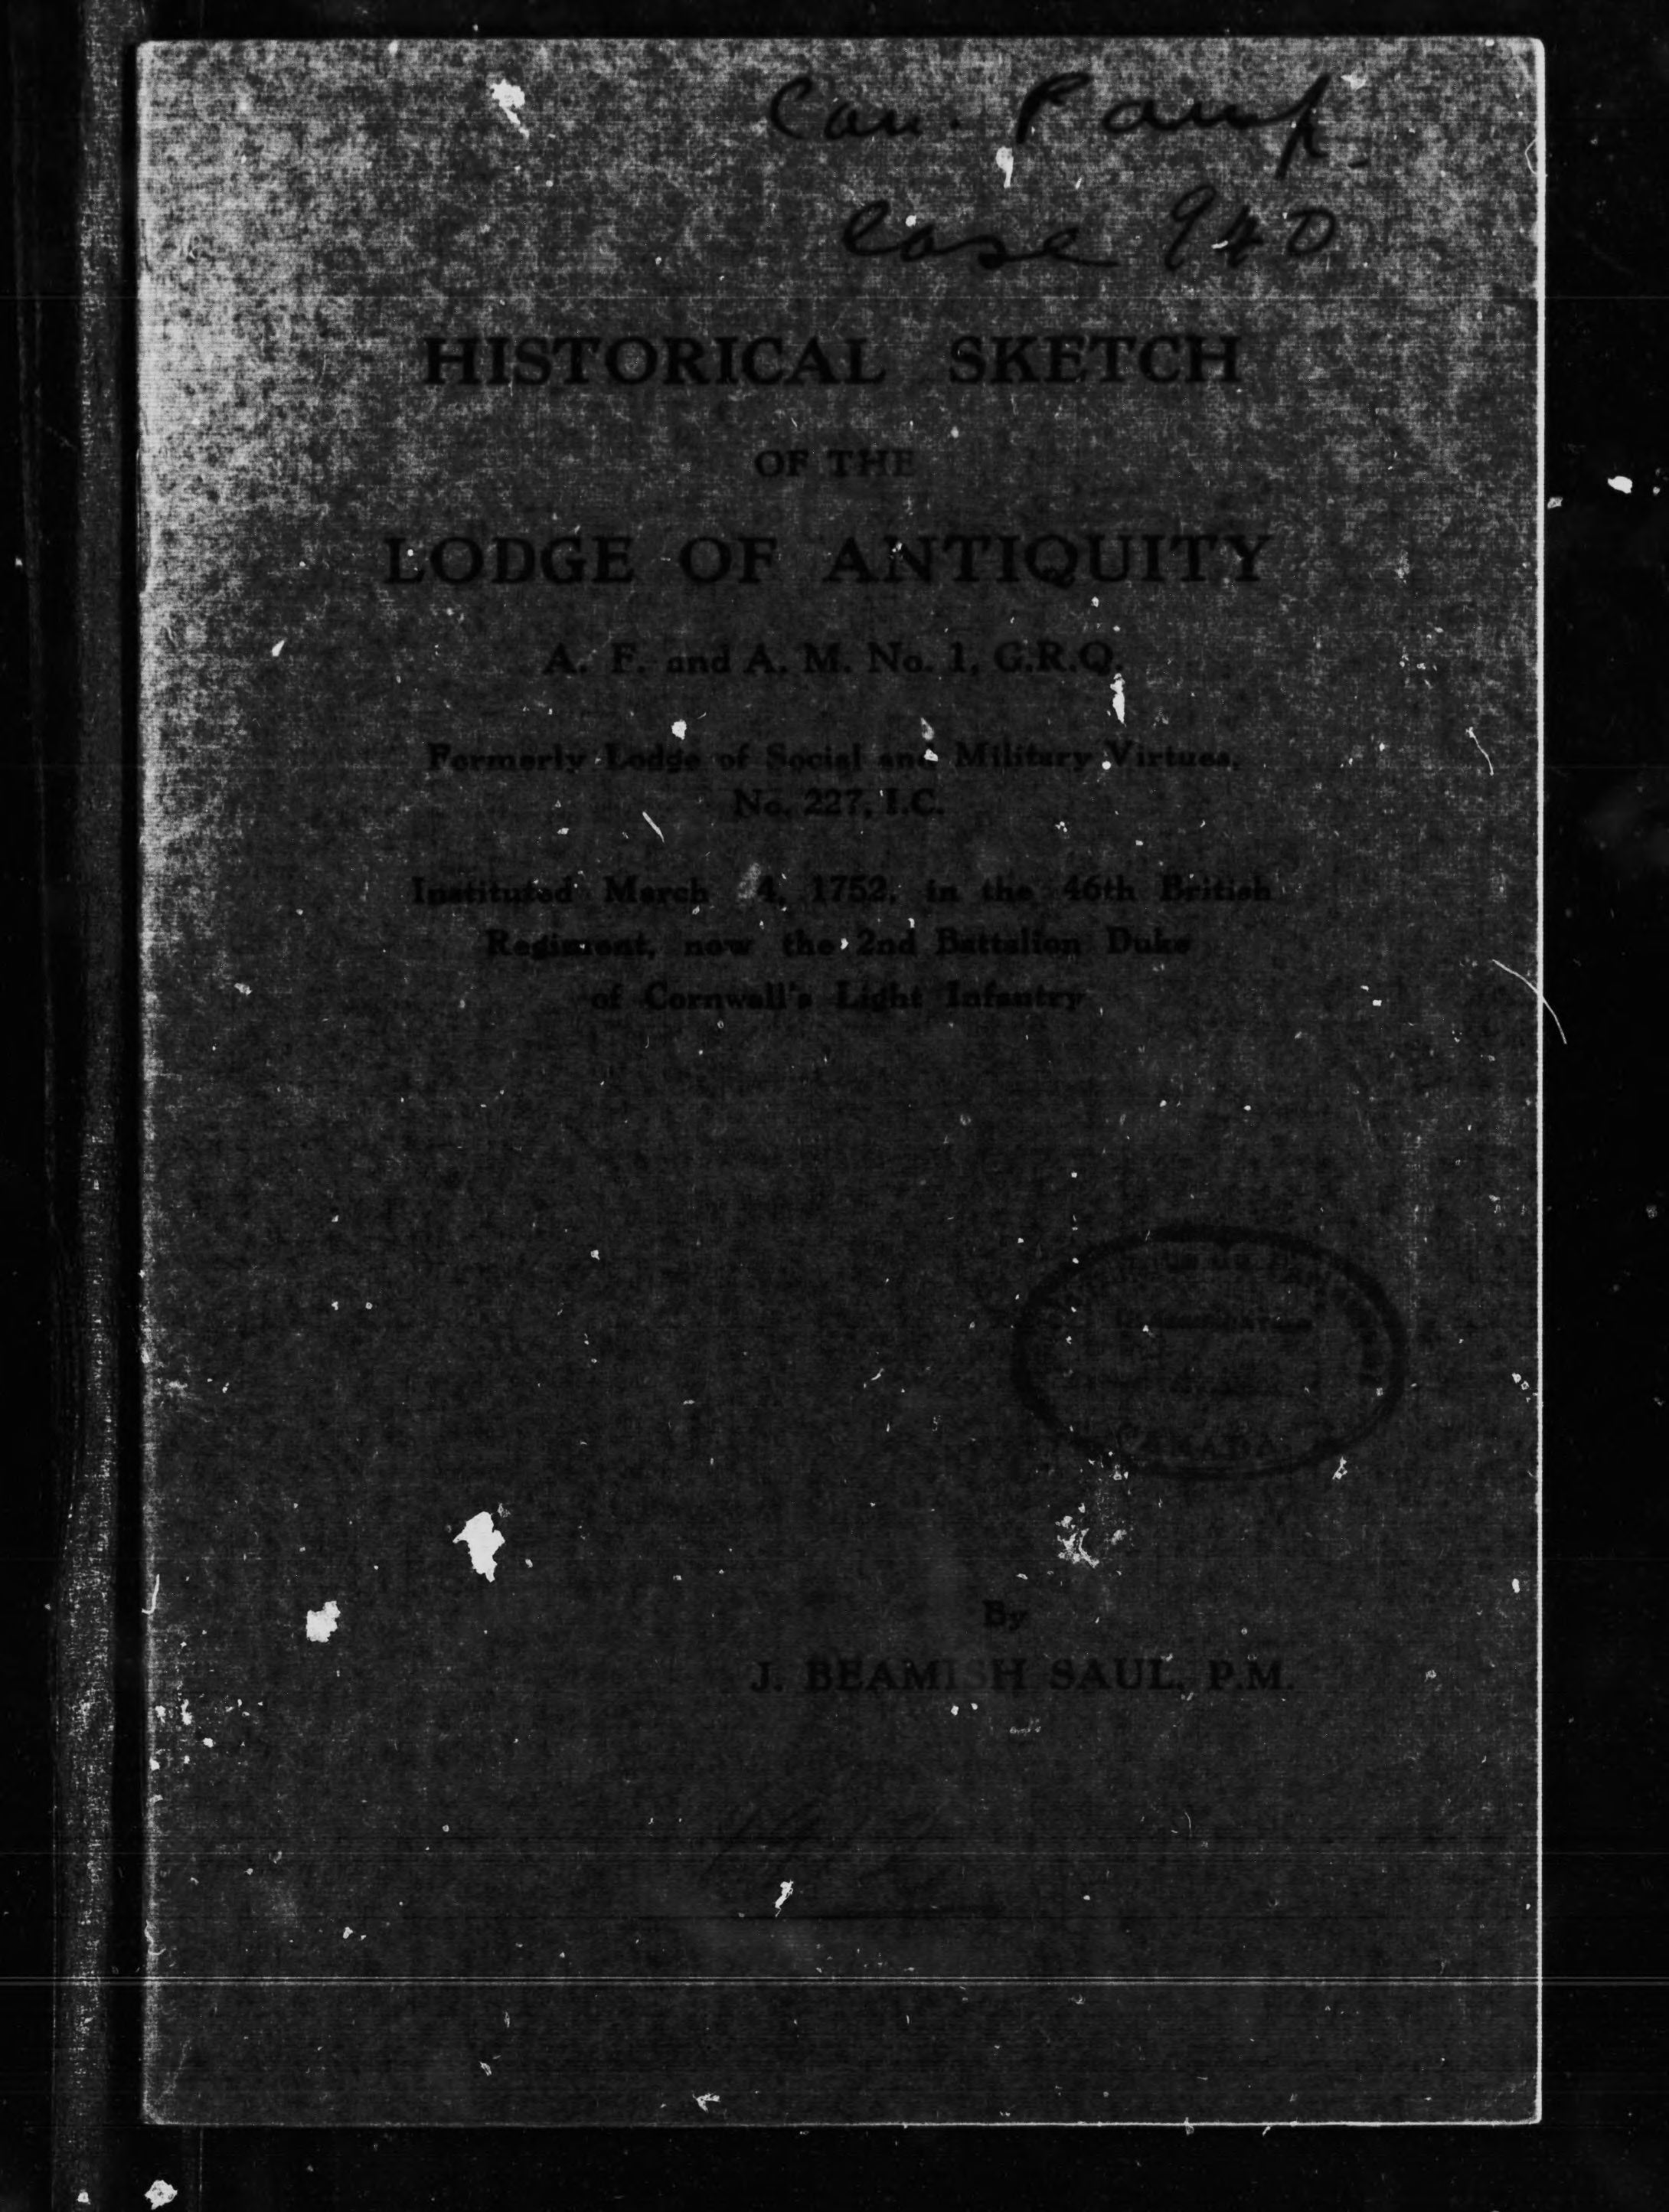 Can. Pamp.
Case 940
HISTORICAL SKETCH
OF THE
LODGE OF ANTIQUITY
A. F. and A. M. No. 1, G.R.Q.
Formerly Lodge of Social and Military Virtues,
No. 227, I.C.
Instituted March 4, 1752, in the 46th British
Regiment, now the 2nd Battalion Duke
of Cornwall's Light Infantry
CANADA
By
J. BEAMISH SAUL, P.M.